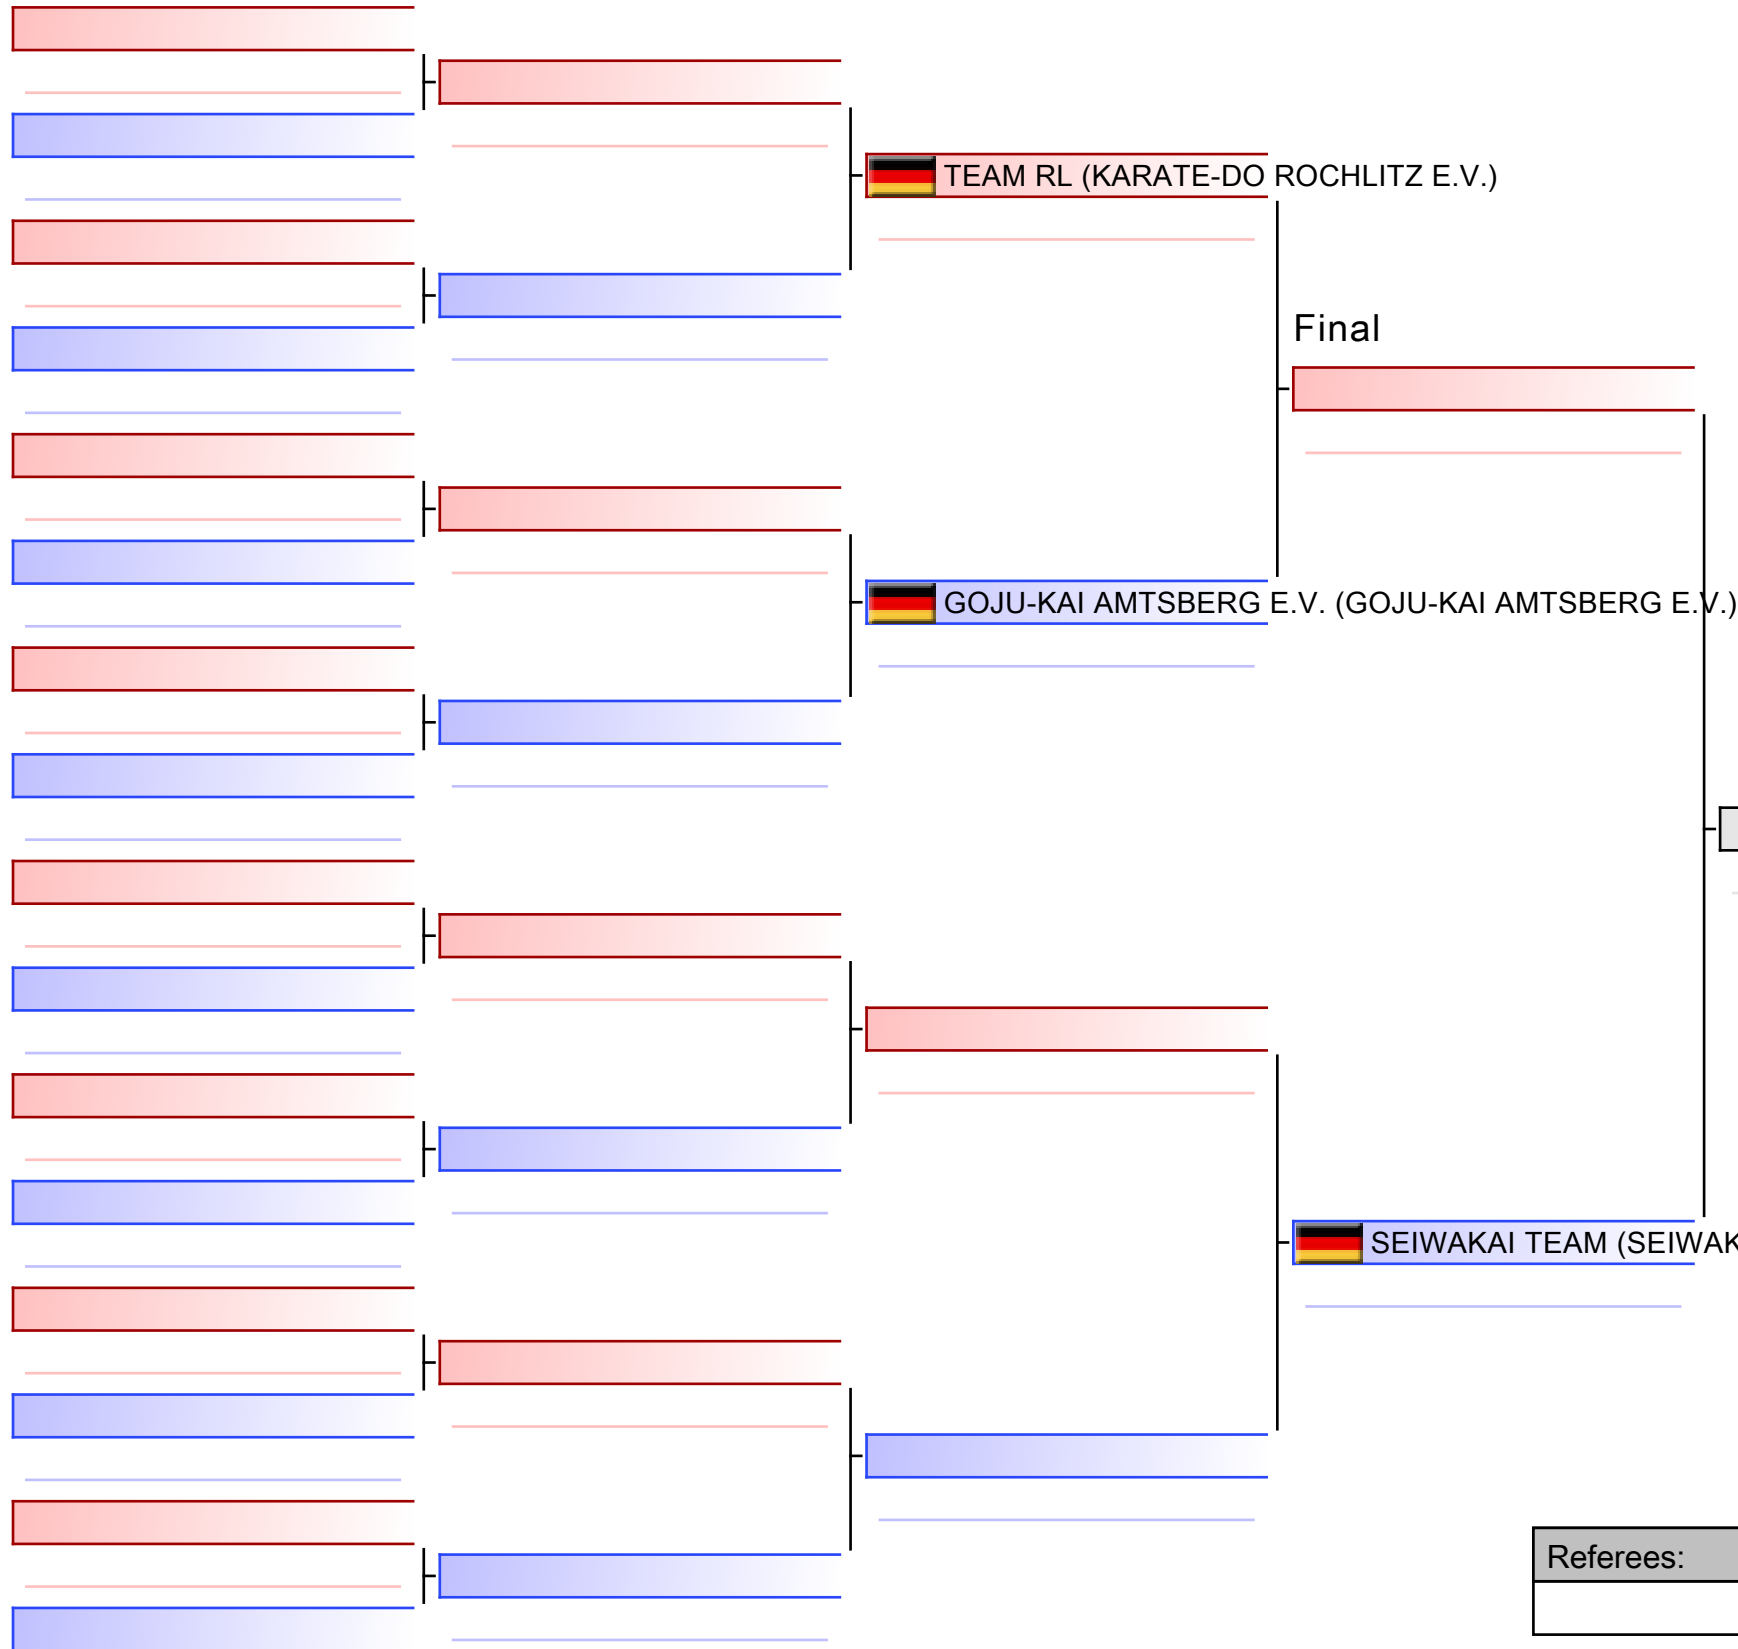 TEAM RL (KARATE-DO ROCHLITZ E.V.)
Final
GOJU-KAI AMTSBERG E.V. (GOJU-KAI AMTSBERG E.V.)
SEIWAKAI TEAM (SEIWAK
Referees: